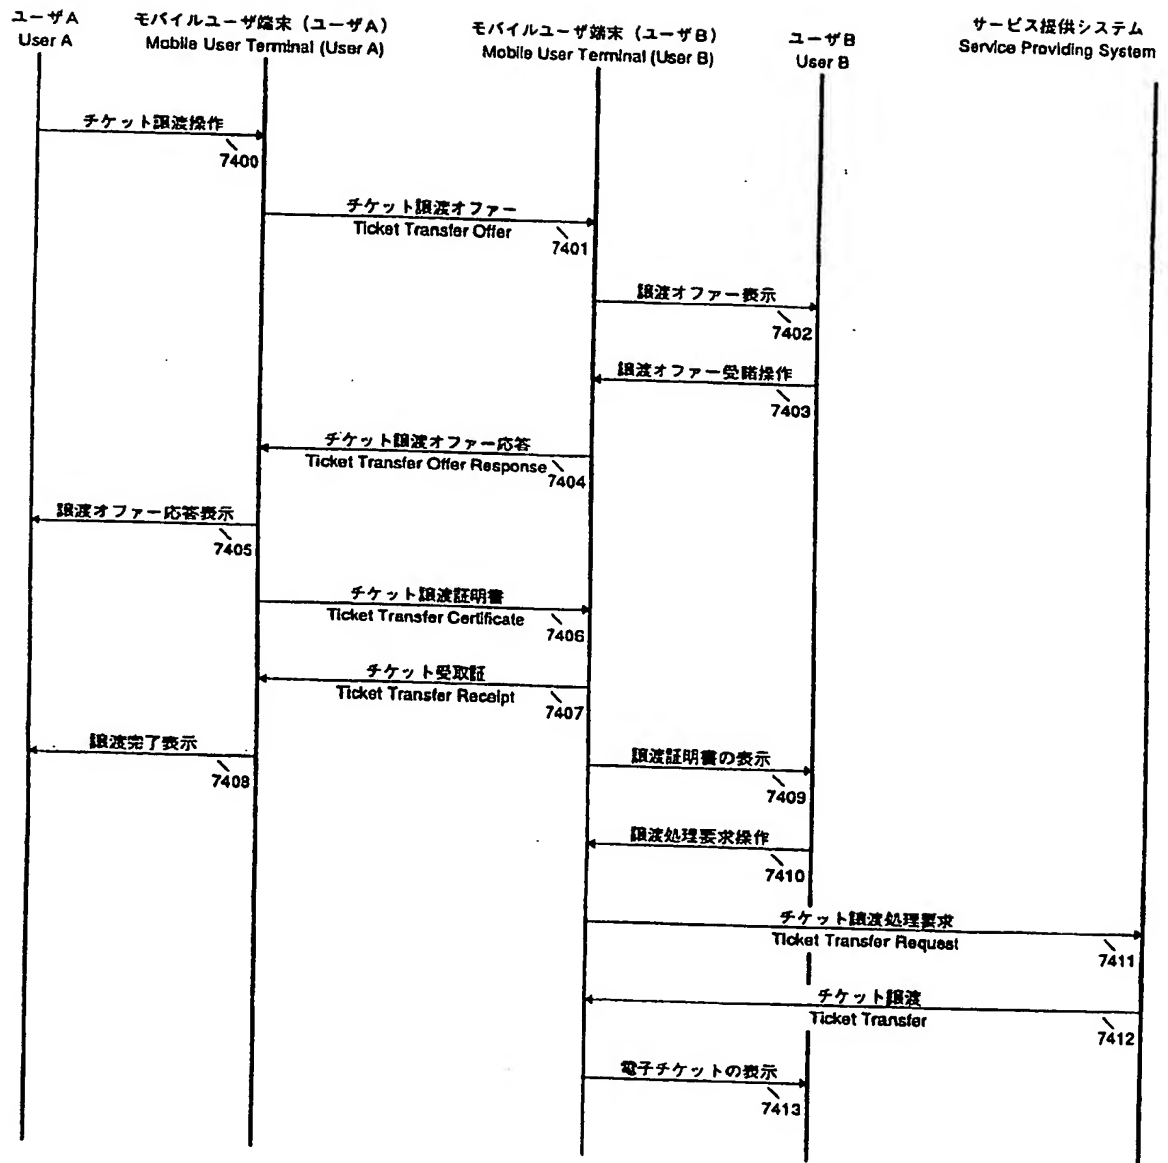 ユーザA
User A
モバイルユーザ端末（ユーザA）
Mobile User Terminal (User A)
モバイルユーザ端末（ユーザB）
Mobile User Terminal (User B)
ユーザB
User B
サービス提供システム
Service Providing System
チケット譲渡操作
7400
チケット譲渡オファー
Ticket Transfer Offer
7401
譲渡オファー表示
7402
譲渡オファー受諾操作
7403
チケット譲渡オファー応答
Ticket Transfer Offer Response
7404
譲渡オファー応答表示
7405
チケット譲渡証明書
Ticket Transfer Certificate
7406
チケット受取証
Ticket Transfer Receipt
7407
譲渡完了表示
7408
譲渡証明書の表示
7409
譲渡処理要求操作
7410
チケット譲渡処理要求
Ticket Transfer Request
7411
チケット譲渡
Ticket Transfer
7412
電子チケットの表示
7413